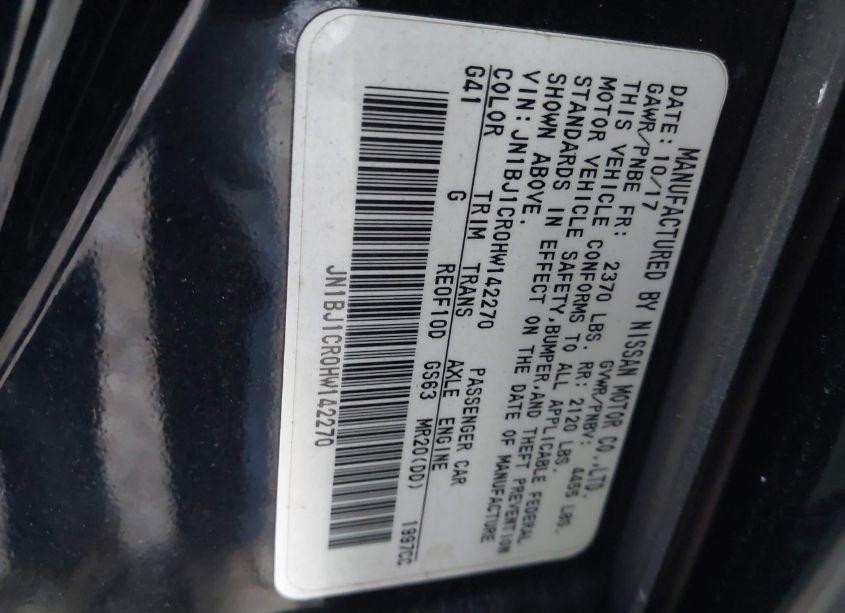 MANUFACTURED BY NISSAN MOTOR CO.,LTD.
DATE: 10/17 GVWR/PNBV: 4455 LBS.
GAWR/PNBE FR: 2370 LBS. RR: 2120 LBS.
THIS VEHICLE CONFORMS TO ALL APPLICABLE FEDERAL
MOTOR VEHICLE SAFETY,BUMPER,AND THEFT PREVENTION
STANDARDS IN EFFECT ON THE DATE OF MANUFACTURE
SHOWN ABOVE.
VIN:JN1BJ1CR0HW142270 PASSENGER CAR
COLOR TRIM TRANS AXLE ENGINE
G41 G RE0F10D GS63 MR20(DD) 1997CC
JN1BJ1CR0HW142270